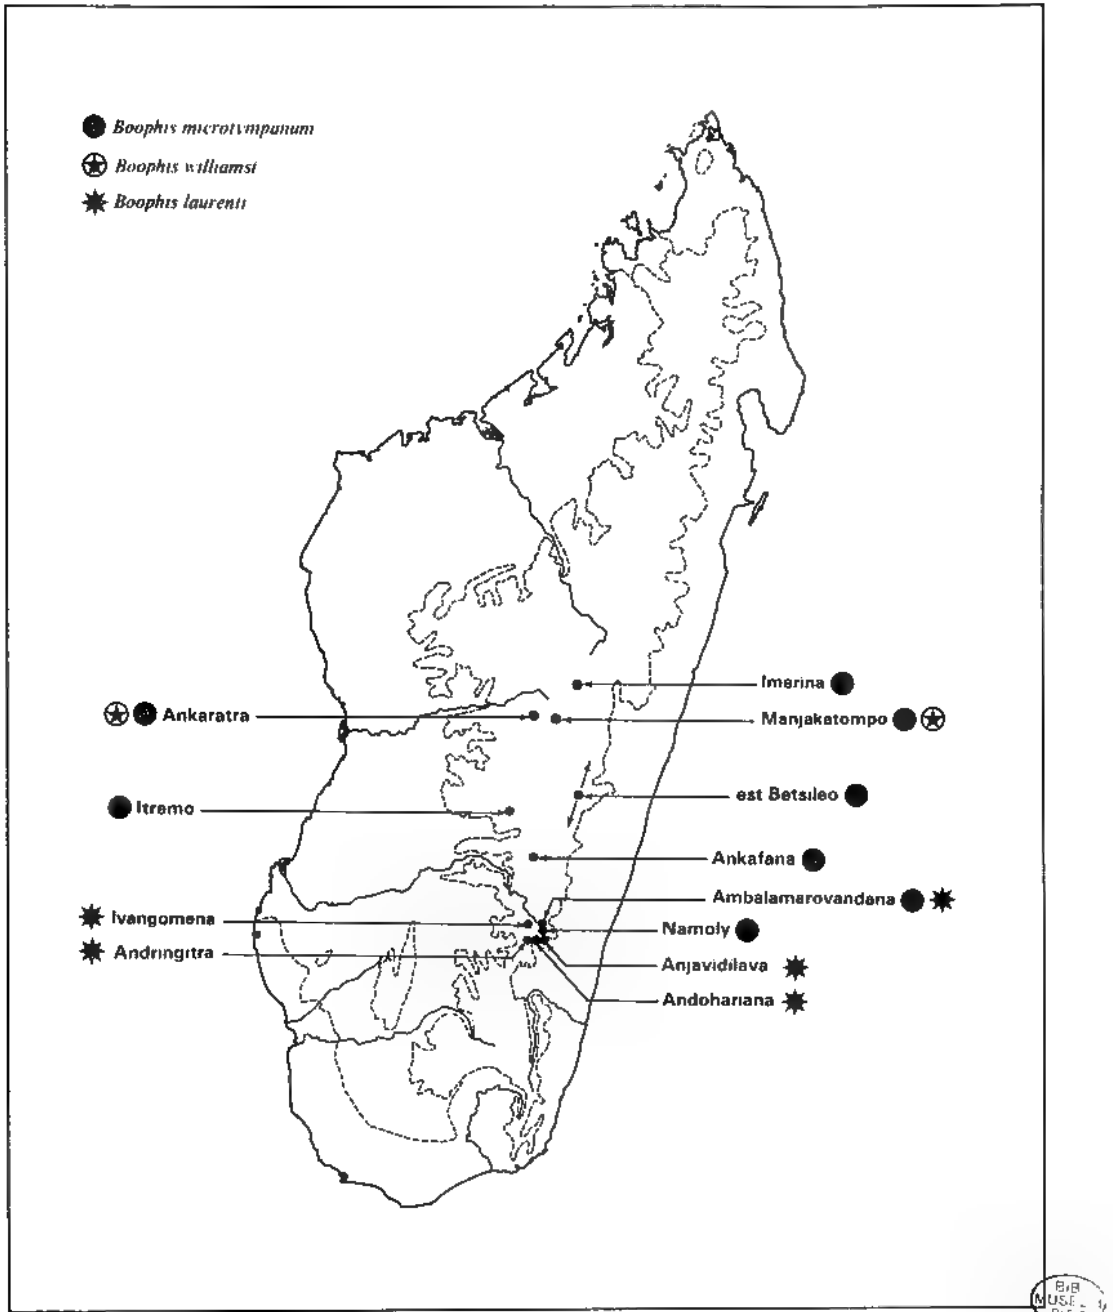 Boophis microtympanum
Boophis williamsi
Boophis laurenti
Imerina
Ankaratra
Manjakatompo
est Betsileo
Itremo
Ankafana
Ambalamarovandana
Ivangomena
Namoly
Andringitra
Anjavidilava
Andohariana
BIB